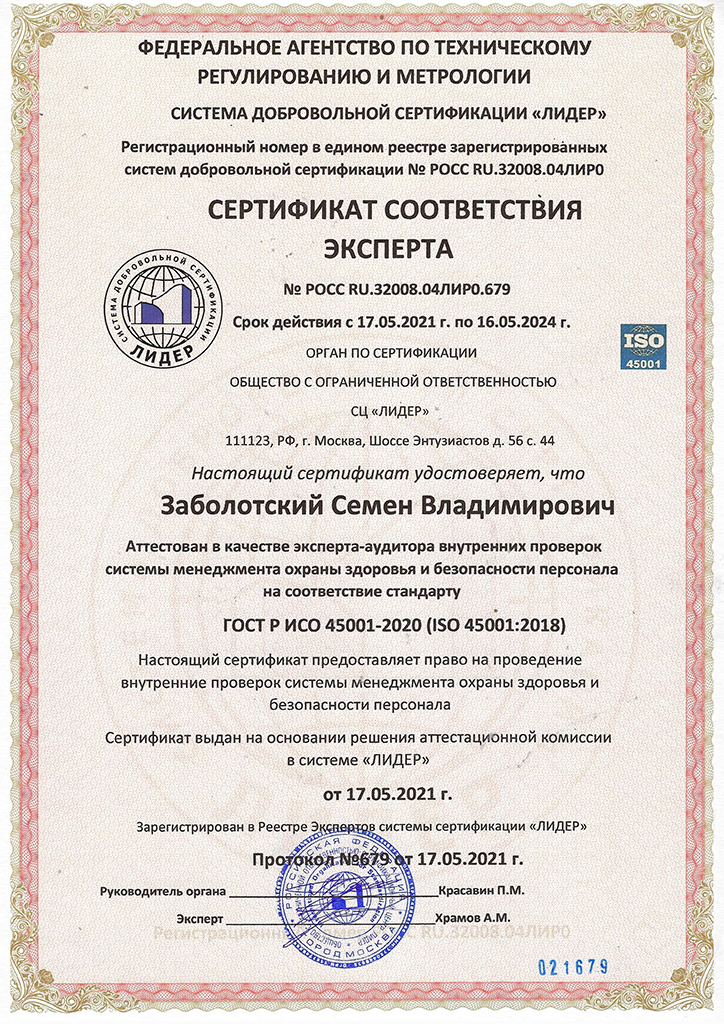 ФЕДЕРАЛЬНОЕ АГЕНТСТВО ПО ТЕХНИЧЕСКОМУ
РЕГУЛИРОВАНИЮ И МЕТРОЛОГИИ
СИСТЕМА ДОБРОВОЛЬНОЙ СЕРТИФИКАЦИИ «ЛИДЕР»
Регистрационный номер в едином реестре зарегистрированных
систем добровольной сертификации № РОСС RU.32008.04ЛИР0
СЕРТИФИКАТ СООТВЕТСТВИЯ
ЭКСПЕРТА
№ РОСС RU.32008.04ЛИР0.679
СИСТЕМА ДОБРОВОЛЬНОЙ СЕРТИФИКАЦИИ
ЛИДЕР
Срок действия с 17.05.2021 г. по 16.05.2024 г.
ISO
45001
ОРГАН ПО СЕРТИФИКАЦИИ
ОБЩЕСТВО С ОГРАНИЧЕННОЙ ОТВЕТСТВЕННОСТЬЮ
СЦ «ЛИДЕР»
111123, РФ, г. Москва, Шоссе Энтузиастов д. 56 с. 44
Настоящий сертификат удостоверяет, что
Заболотский Семен Владимирович
Аттестован в качестве эксперта-аудитора внутренних проверок
системы менеджмента охраны здоровья и безопасности персонала
на соответствие стандарту
ГОСТ Р ИСО 45001-2020 (ISO 45001:2018)
Настоящий сертификат предоставляет право на проведение
внутренние проверок системы менеджмента охраны здоровья и
безопасности персонала
Сертификат выдан на основании решения аттестационной комиссии
в системе «ЛИДЕР»
от 17.05.2021 г.
Зарегистрирован в Реестре Экспертов системы сертификации «ЛИДЕР»
Протокол №679 от 17.05.2021 г.
Руководитель органа Красавин П.М.
Эксперт Храмов А.М.
РОССИЙСКАЯ ФЕДЕРАЦИЯ
ГОРОД МОСКВА
Регистрационный РОСС RU.32008.04ЛИР0
021679